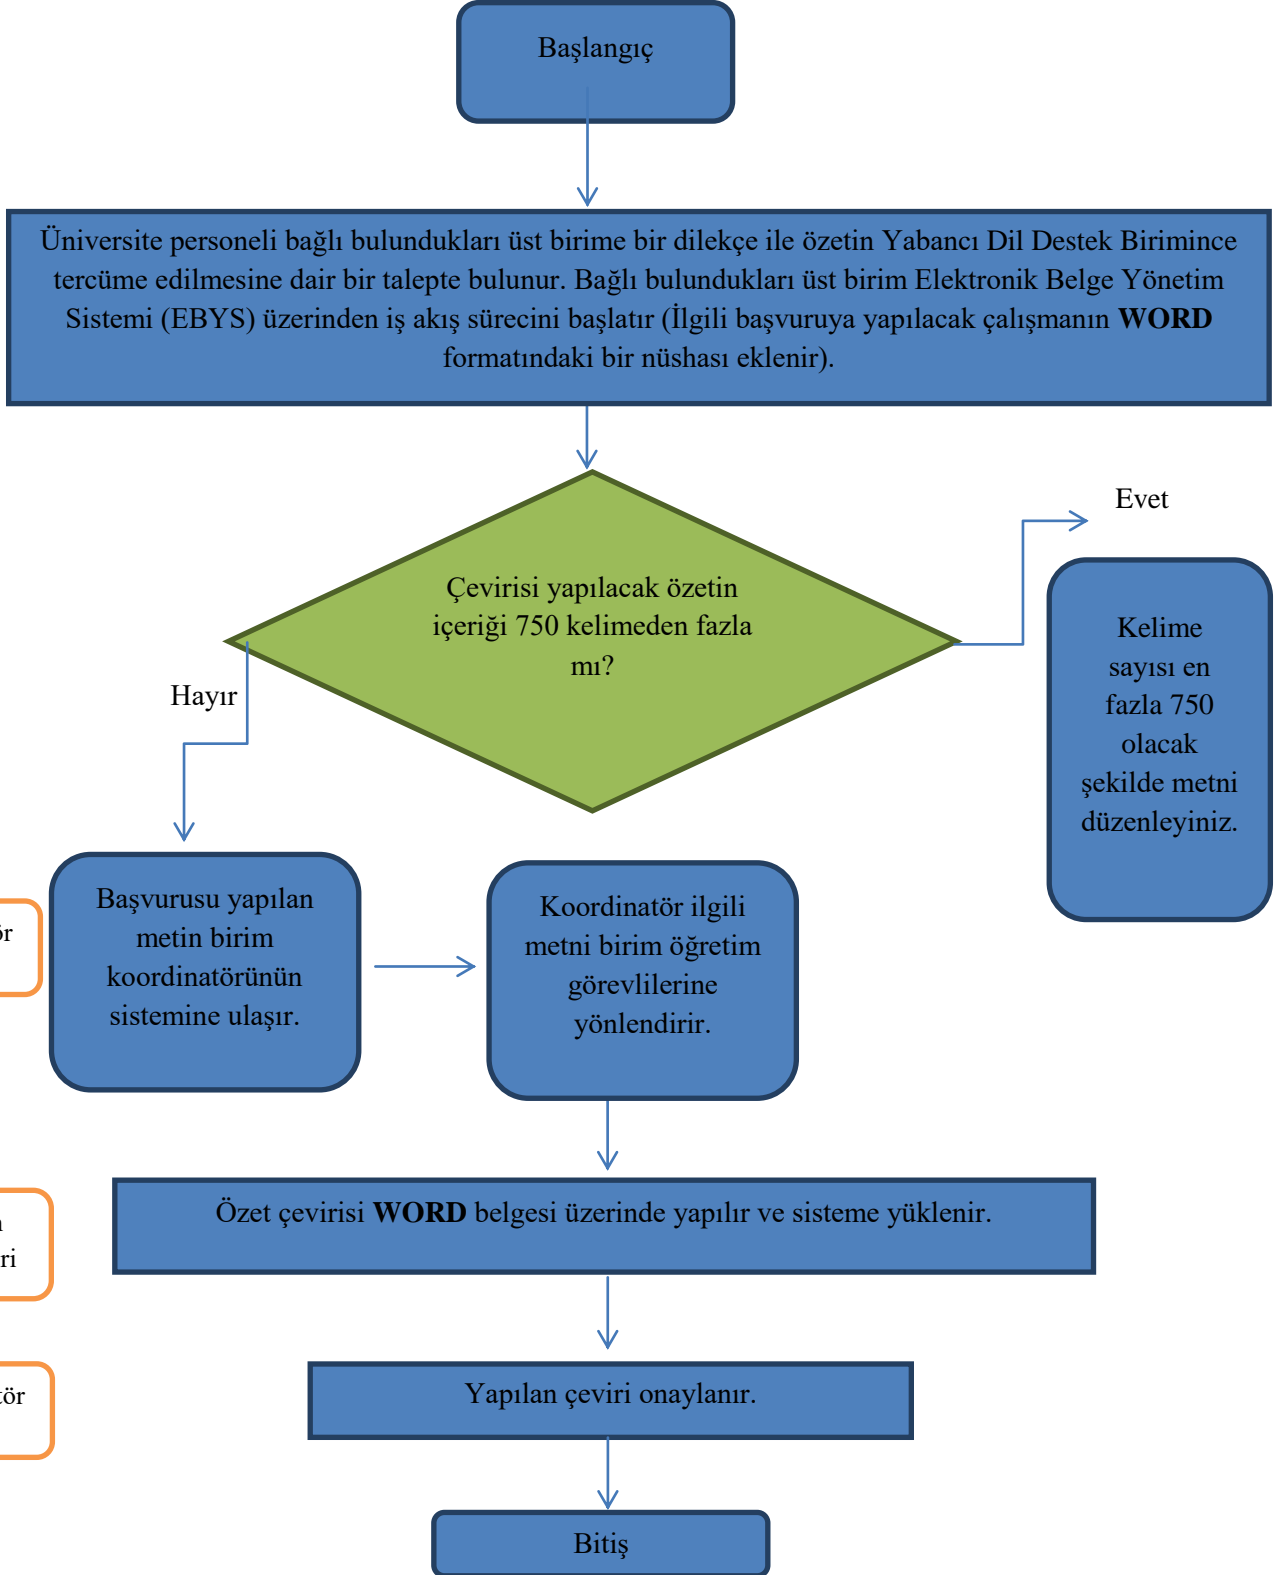 Başlangıç
Üniversite personeli bağlı bulundukları üst birime bir dilekçe ile özetin Yabancı Dil Destek Birimince
tercüme edilmesine dair bir talepte bulunur. Bağlı bulundukları üst birim Elektronik Belge Yönetim
Sistemi (EBYS) üzerinden iş akış sürecini başlatır (İlgili başvuruya yapılacak çalışmanın WORD
formatındaki bir nüshası eklenir).
Evet
Çevirisi yapılacak özetin
içeriği 750 kelimeden fazla
mı?
Kelime
sayısı en
fazla 750
olacak
şekilde metni
düzenleyiniz.
Hayır
Başvurusu yapılan
metin birim
koordinatörünün
sistemine ulaşır.
Koordinatör ilgili
metni birim öğretim
görevlilerine
yönlendirir.
Özet çevirisi WORD belgesi üzerinde yapılır ve sisteme yüklenir.
ri
Yapılan çeviri onaylanır.
tör
Bitiş